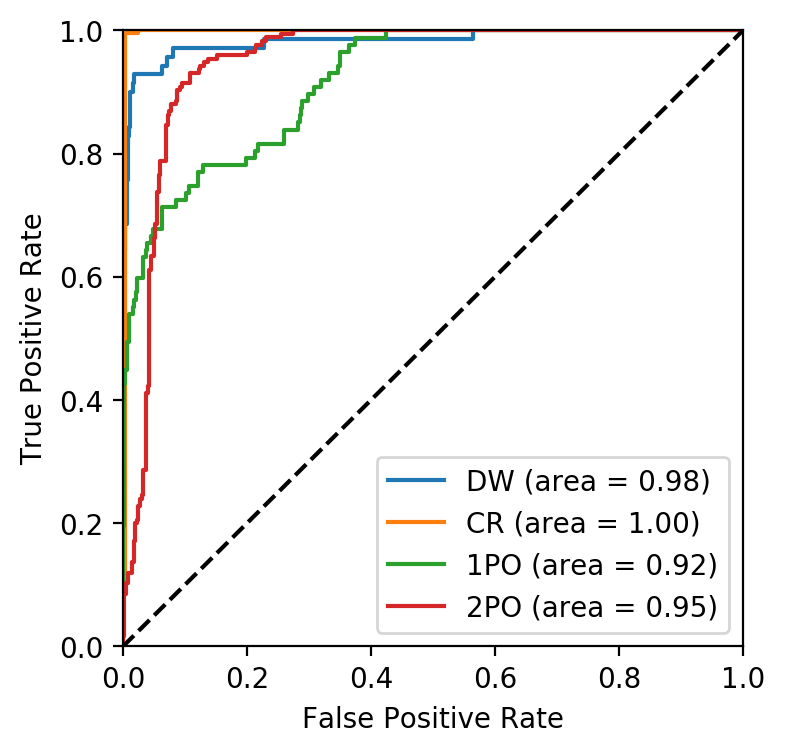 1.0
0.8
0.6
0.4
0.2
0.0
True Positive Rate
DW (area = 0.98)
CR (area = 1.00)
1PO (area = 0.92)
2PO (area = 0.95)
0.0 0.2 0.4 0.6 0.8 1.0
False Positive Rate